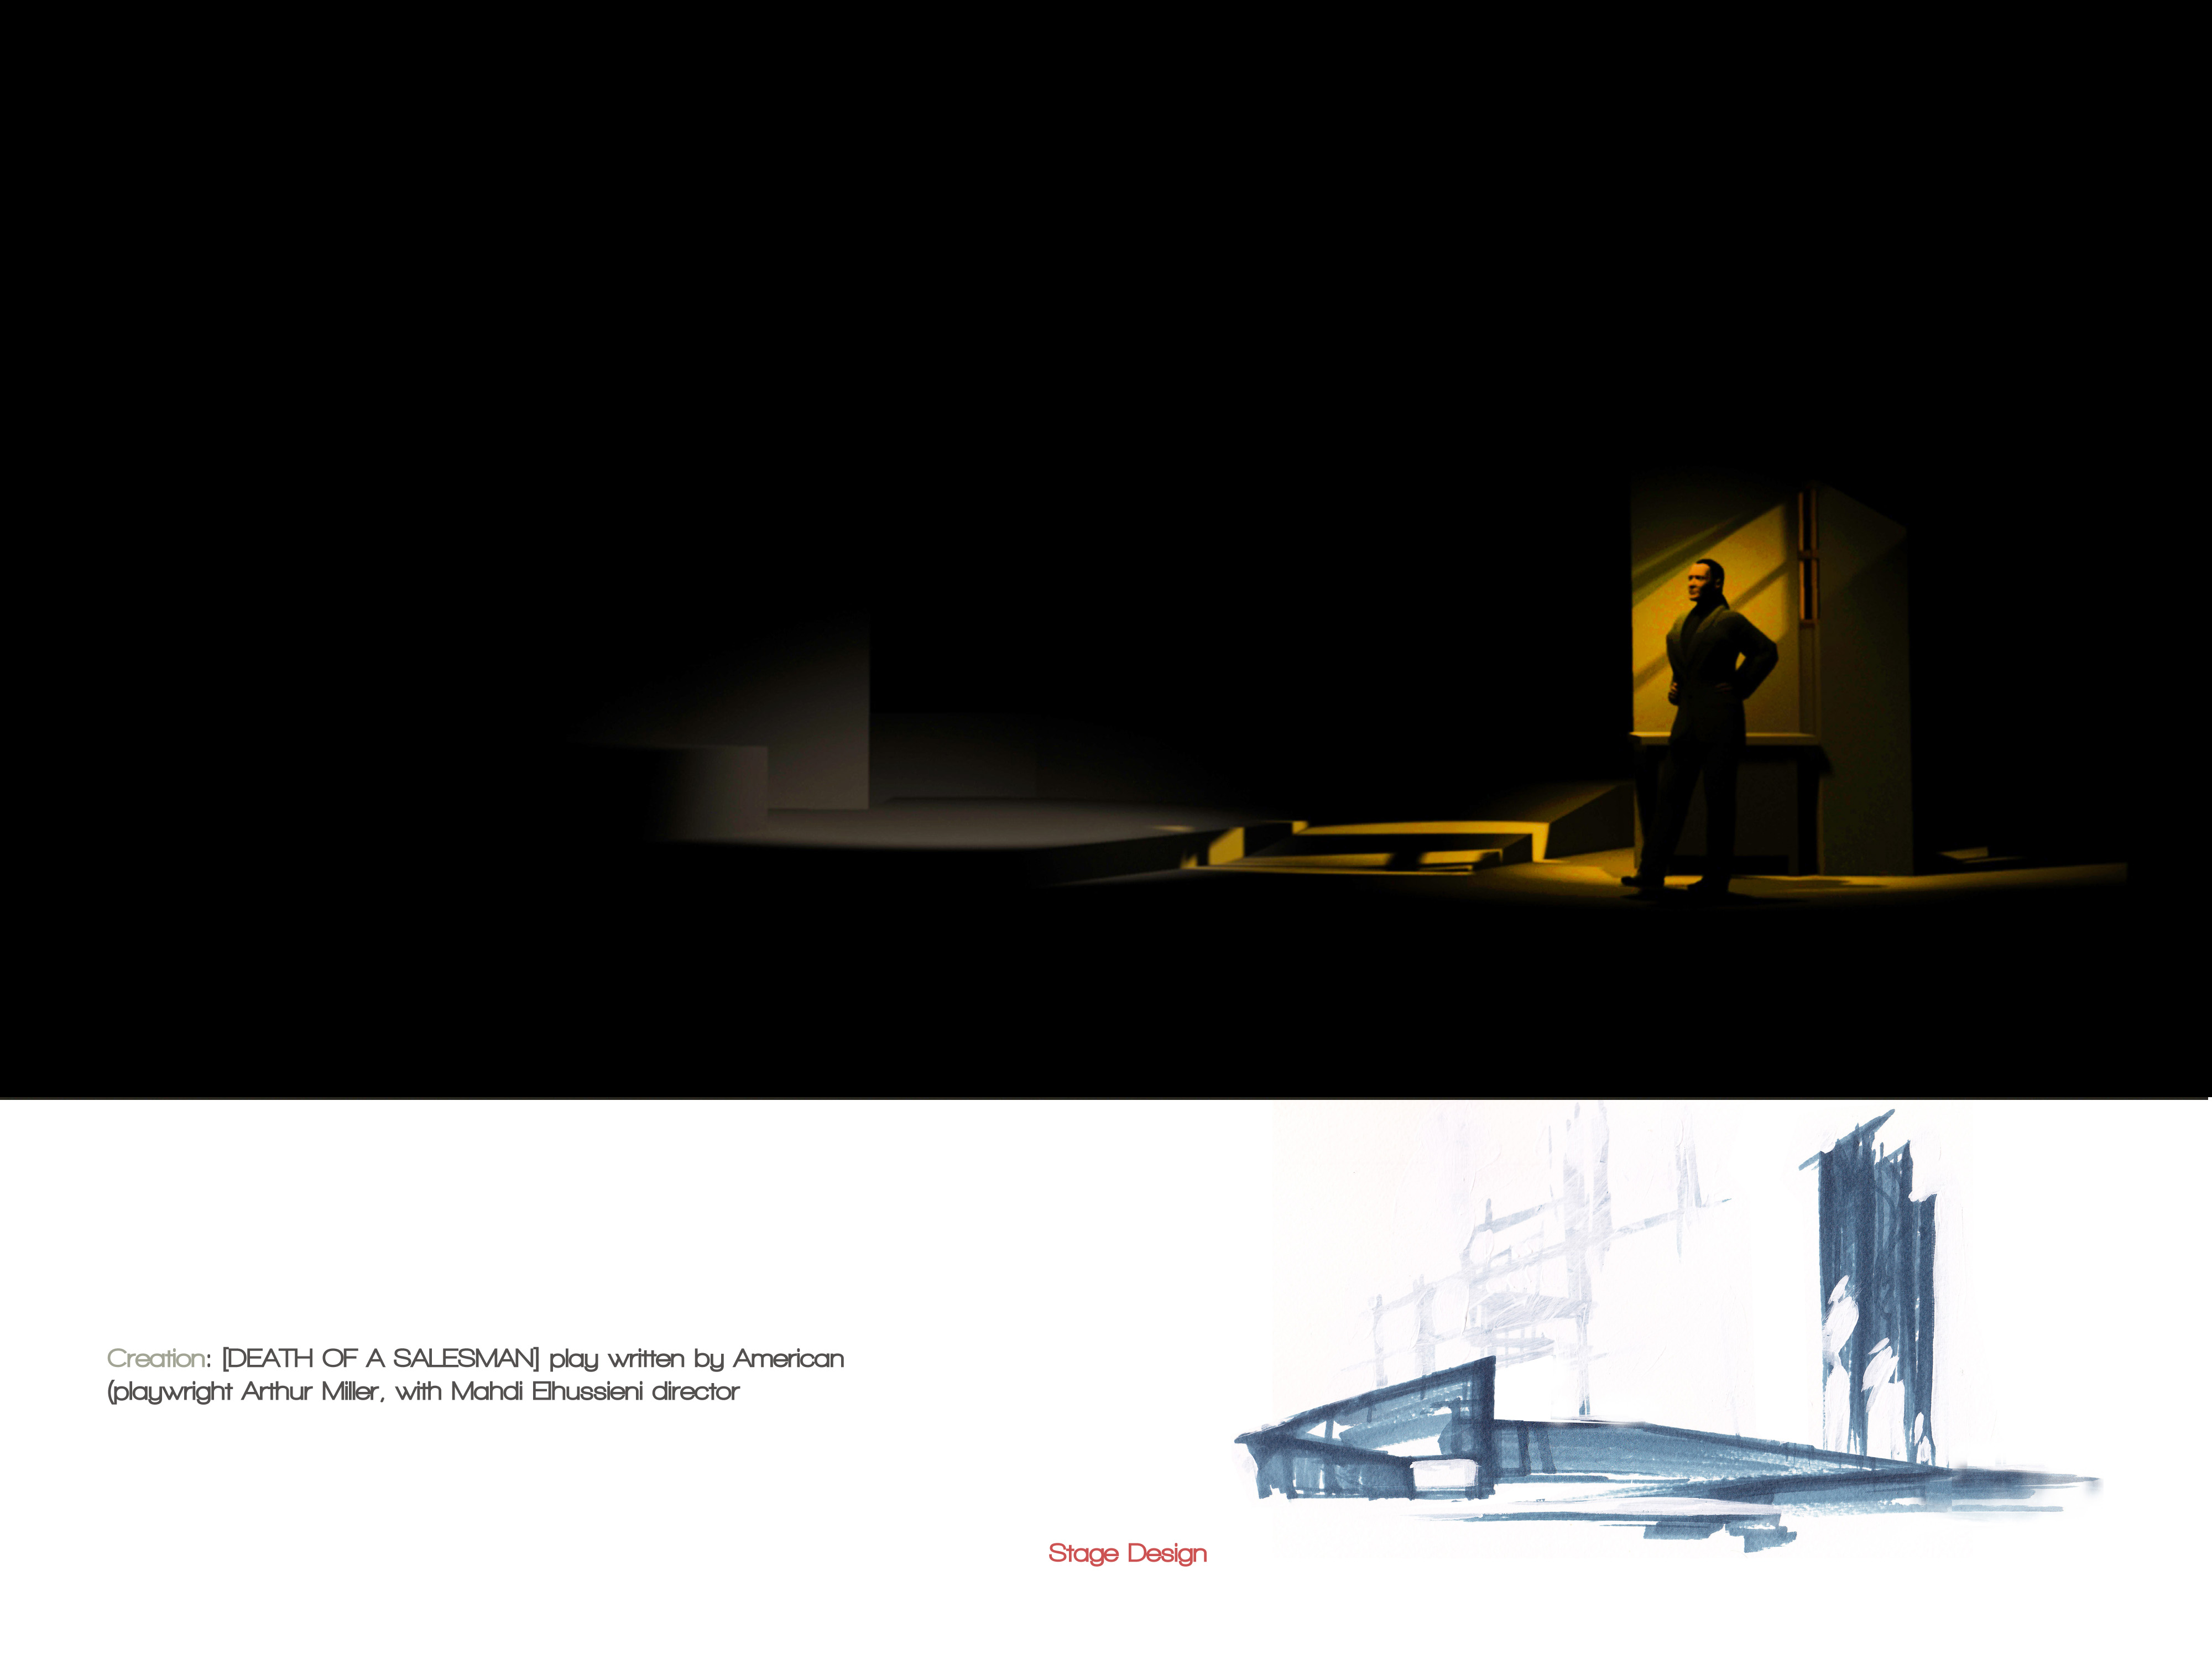 Creation: [DEATH OF A SALESMAN] play written by American
(playwright Arthur Miller, with Mahdi Elhussieni director
Stage Design